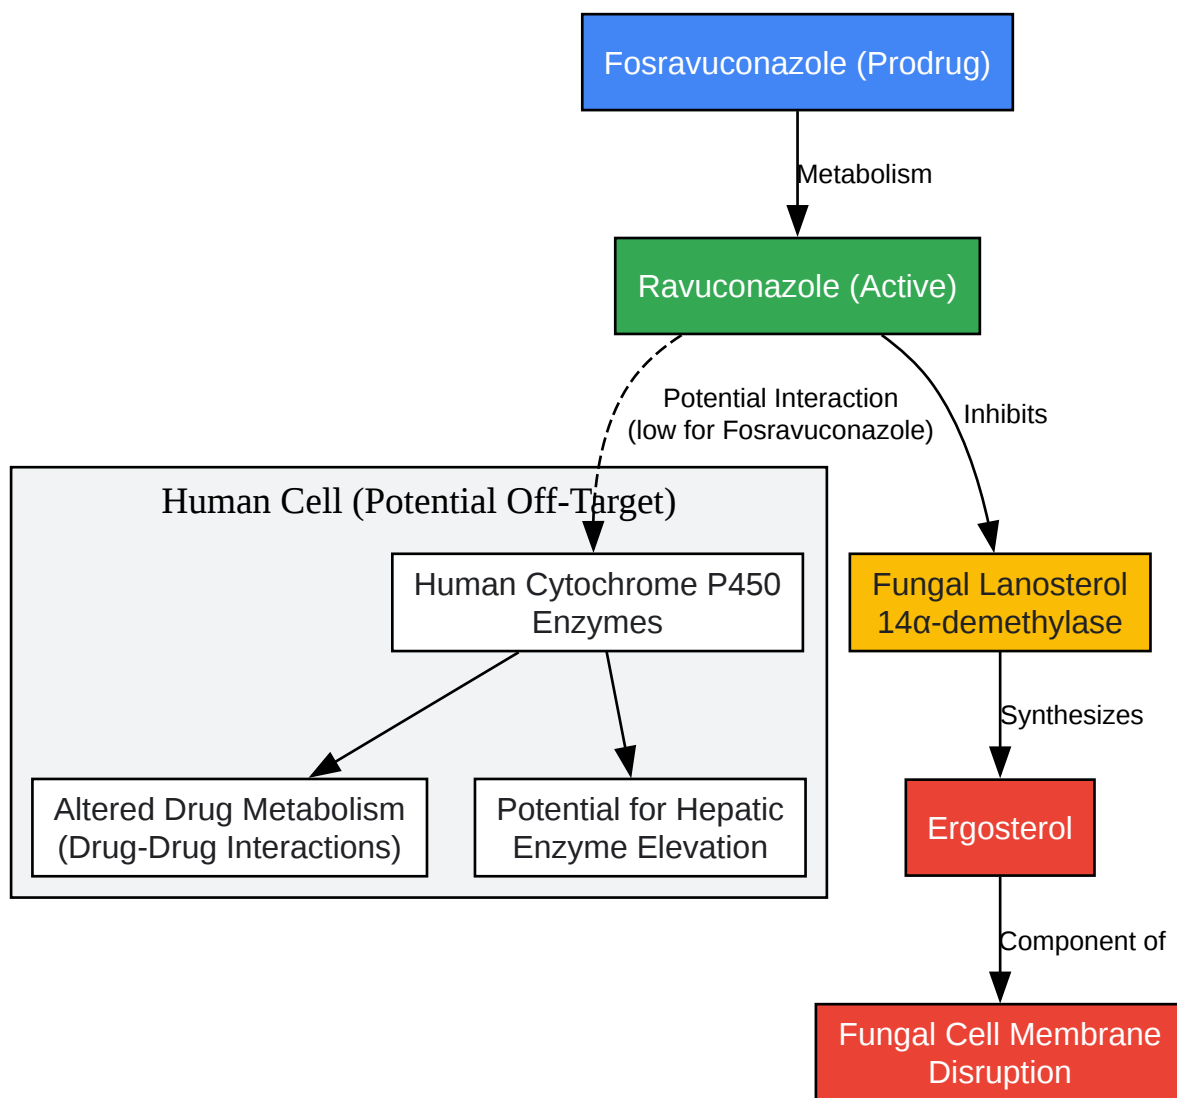 Fosravuconazole (Prodrug)
Metabolism
Ravuconazole (Active)
Potential Interaction
(low for Fosravuconazole)
Inhibits
Human Cell (Potential Off-Target)
Human Cytochrome P450
Enzymes
Fungal Lanosterol
14α-demethylase
Synthesizes
Altered Drug Metabolism
(Drug-Drug Interactions)
Potential for Hepatic
Enzyme Elevation
Ergosterol
Component of
Fungal Cell Membrane
Disruption